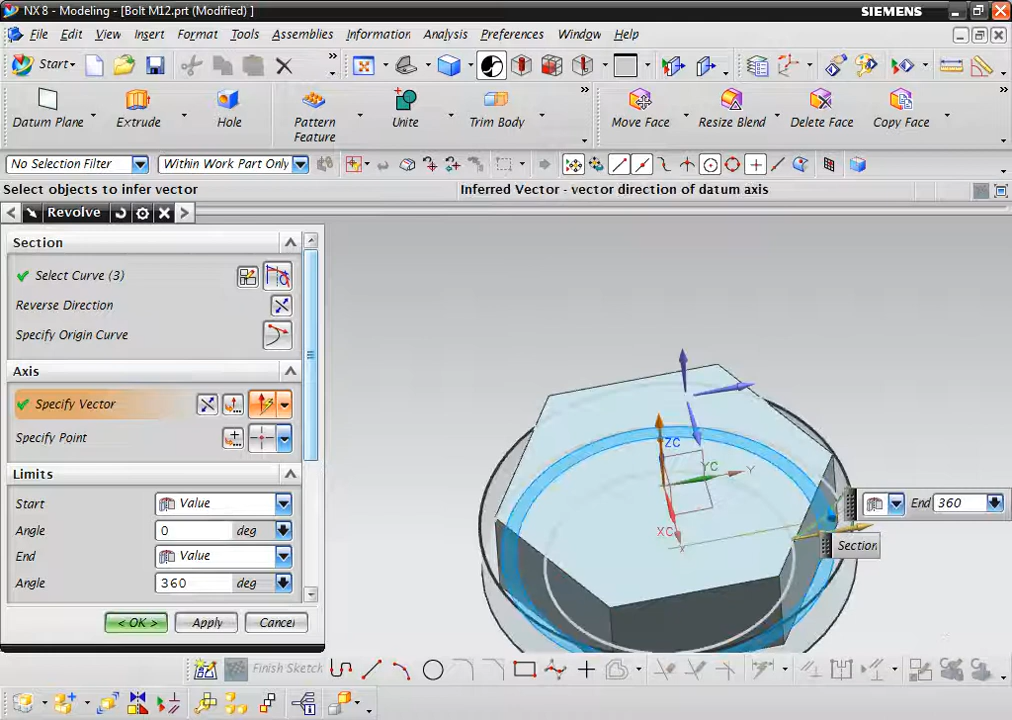 NX 8 - Modeling - [Bolt M12.prt (Modified) ]
SIEMENS
File Edit View Insert Format Tools Assemblies Information Analysis Preferences Window Help
Start
Datum Plane Extrude Hole Pattern Feature Unite Trim Body Move Face Resize Blend Delete Face Copy Face
No Selection Filter Within Work Part Only
Select objects to infer vector
Inferred Vector - vector direction of datum axis
Revolve
Section
Select Curve (3)
Reverse Direction
Specify Origin Curve
Axis
Specify Vector
Specify Point
Limits
Start Value
Angle 0 deg
End Value
Angle 360 deg
< OK > Apply Cancel
ZC
YC Y
XC
X
End 360
Section
Finish Sketch